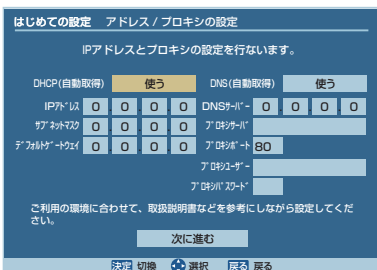 はじめての設定 アドレス / プロキシの設定
IPアドレスとプロキシの設定を行ないます。
DHCP(自動取得) 使う DNS(自動取得) 使う
IPｱﾄﾞﾚｽ 0 . 0 . 0 . 0 DNSｻｰﾊﾞｰ 0 . 0 . 0 . 0
ｻﾌﾞﾈｯﾄﾏｽｸ 0 . 0 . 0 . 0 ﾌﾟﾛｷｼｻｰﾊﾞ
ﾃﾞﾌｫﾙﾄｹﾞｰﾄｳｪｲ 0 . 0 . 0 . 0 ﾌﾟﾛｷｼﾎﾟｰﾄ 80
ﾌﾟﾛｷｼﾕｰｻﾞｰ
ﾌﾟﾛｷｼﾊﾟｽﾜｰﾄﾞ
ご利用の環境に合わせて、取扱説明書などを参考にしながら設定してくだ
さい。
次に進む
決定 切換 選択 戻る 戻る